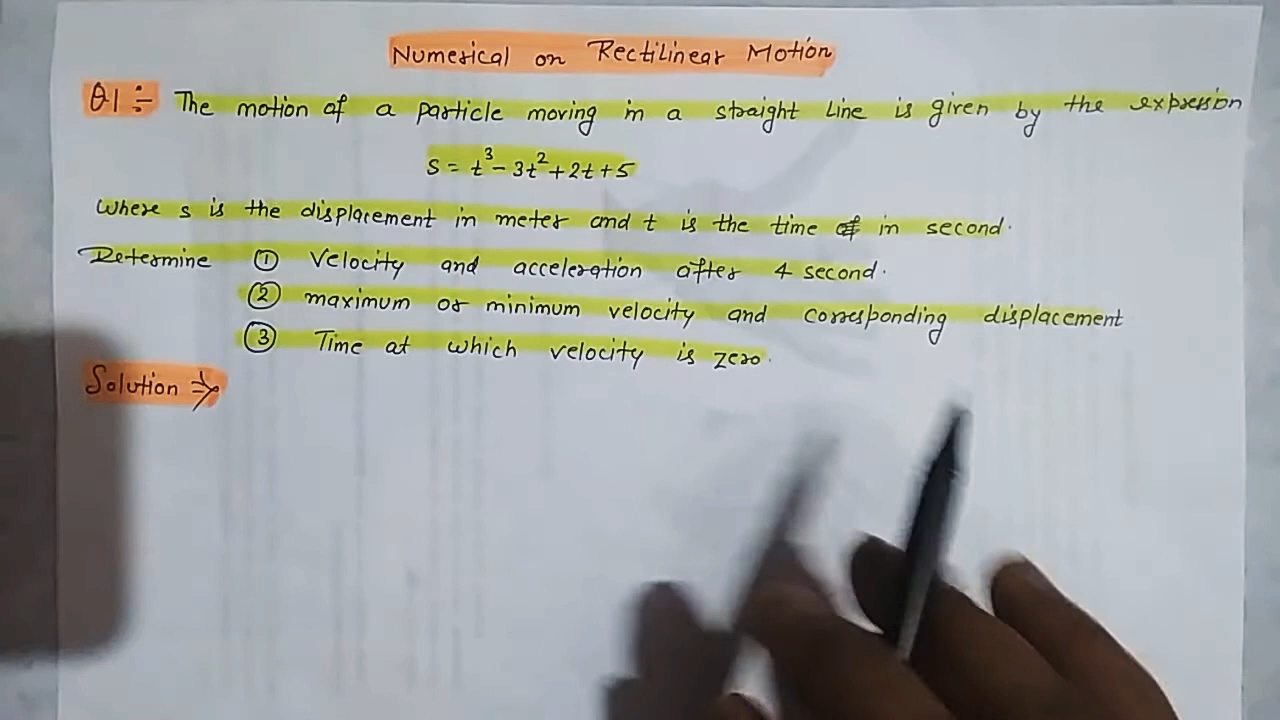 Numerical on Rectilinear Motion
Q1 ÷ The motion of a particle moving in a straight Line is given by the expression
S = t³ - 3t² + 2t + 5
Where s is the displacement in meter and t is the time in second.
Determine ① Velocity and acceleration after 4 second.
② maximum or minimum velocity and corresponding displacement
③ Time at which velocity is zero.
Solution ⇒